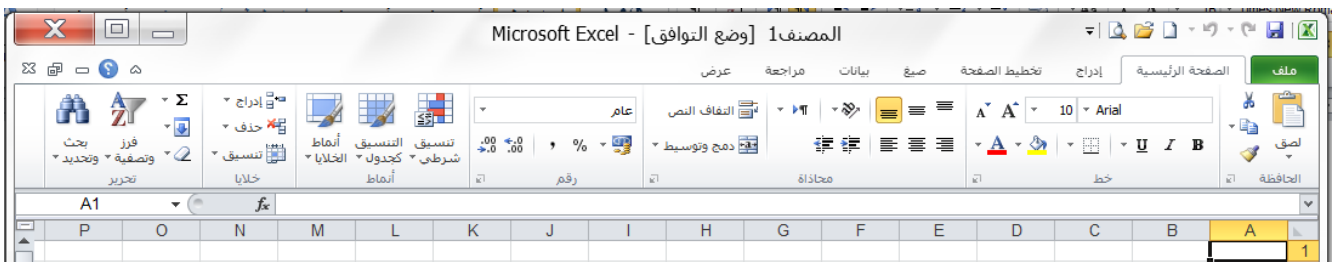 المصنف1 [وضع التوافق] - Microsoft Excel
ملف الصفحة الرئيسية إدراج تخطيط الصفحة صيغ بيانات مراجعة عرض
لصق
الحافظة
Arial 10
B I U
خط
التفاف النص
دمج وتوسيط
محاذاة
عام
%
رقم
تنسيق شرطي
التنسيق كجدول
أنماط الخلايا
أنماط
إدراج
حذف
تنسيق
خلايا
Σ
فرز وتصفية
بحث وتحديد
تحرير
A1 fx
A B C D E F G H I J K L M N O P
1